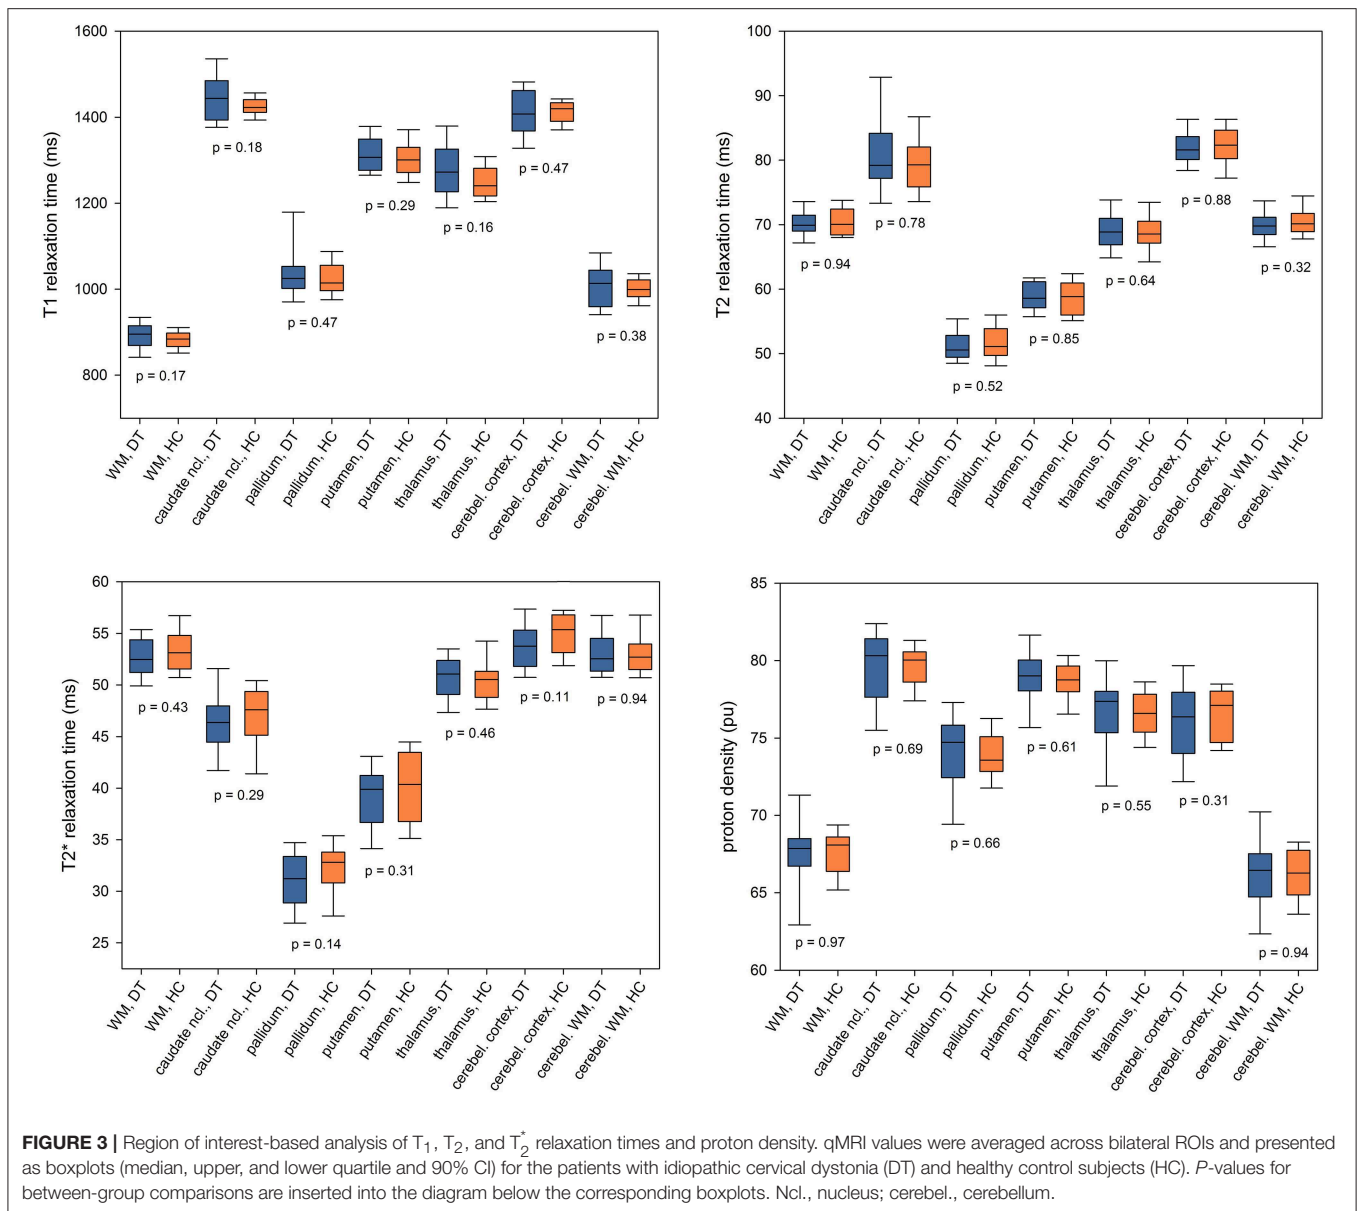 1600
1400
1200
1000
800
T1 relaxation time (ms)
p = 0.17
p = 0.18
p = 0.47
p = 0.29
p = 0.16
p = 0.47
p = 0.38
WM, DT
WM, HC
caudate ncl., DT
caudate ncl., HC
pallidum, DT
pallidum, HC
putamen, DT
putamen, HC
thalamus, DT
thalamus, HC
cerebel. cortex, DT
cerebel. cortex, HC
cerebel. WM, DT
cerebel. WM, HC
100
90
80
70
60
50
40
T2 relaxation time (ms)
p = 0.94
p = 0.78
p = 0.52
p = 0.85
p = 0.64
p = 0.88
p = 0.32
WM, DT
WM, HC
caudate ncl., DT
caudate ncl., HC
pallidum, DT
pallidum, HC
putamen, DT
putamen, HC
thalamus, DT
thalamus, HC
cerebel. cortex, DT
cerebel. cortex, HC
cerebel. WM, DT
cerebel. WM, HC
60
55
50
45
40
35
30
25
T2* relaxation time (ms)
p = 0.43
p = 0.29
p = 0.14
p = 0.31
p = 0.46
p = 0.11
p = 0.94
WM, DT
WM, HC
caudate ncl., DT
caudate ncl., HC
pallidum, DT
pallidum, HC
putamen, DT
putamen, HC
thalamus, DT
thalamus, HC
cerebel. cortex, DT
cerebel. cortex, HC
cerebel. WM, DT
cerebel. WM, HC
85
80
75
70
65
60
proton density (pu)
p = 0.97
p = 0.69
p = 0.66
p = 0.61
p = 0.55
p = 0.31
p = 0.94
WM, DT
WM, HC
caudate ncl., DT
caudate ncl., HC
pallidum, DT
pallidum, HC
putamen, DT
putamen, HC
thalamus, DT
thalamus, HC
cerebel. cortex, DT
cerebel. cortex, HC
cerebel. WM, DT
cerebel. WM, HC
FIGURE 3 | Region of interest-based analysis of T1, T2, and T2* relaxation times and proton density. qMRI values were averaged across bilateral ROIs and presented
as boxplots (median, upper, and lower quartile and 90% CI) for the patients with idiopathic cervical dystonia (DT) and healthy control subjects (HC). P-values for
between-group comparisons are inserted into the diagram below the corresponding boxplots. Ncl., nucleus; cerebel., cerebellum.